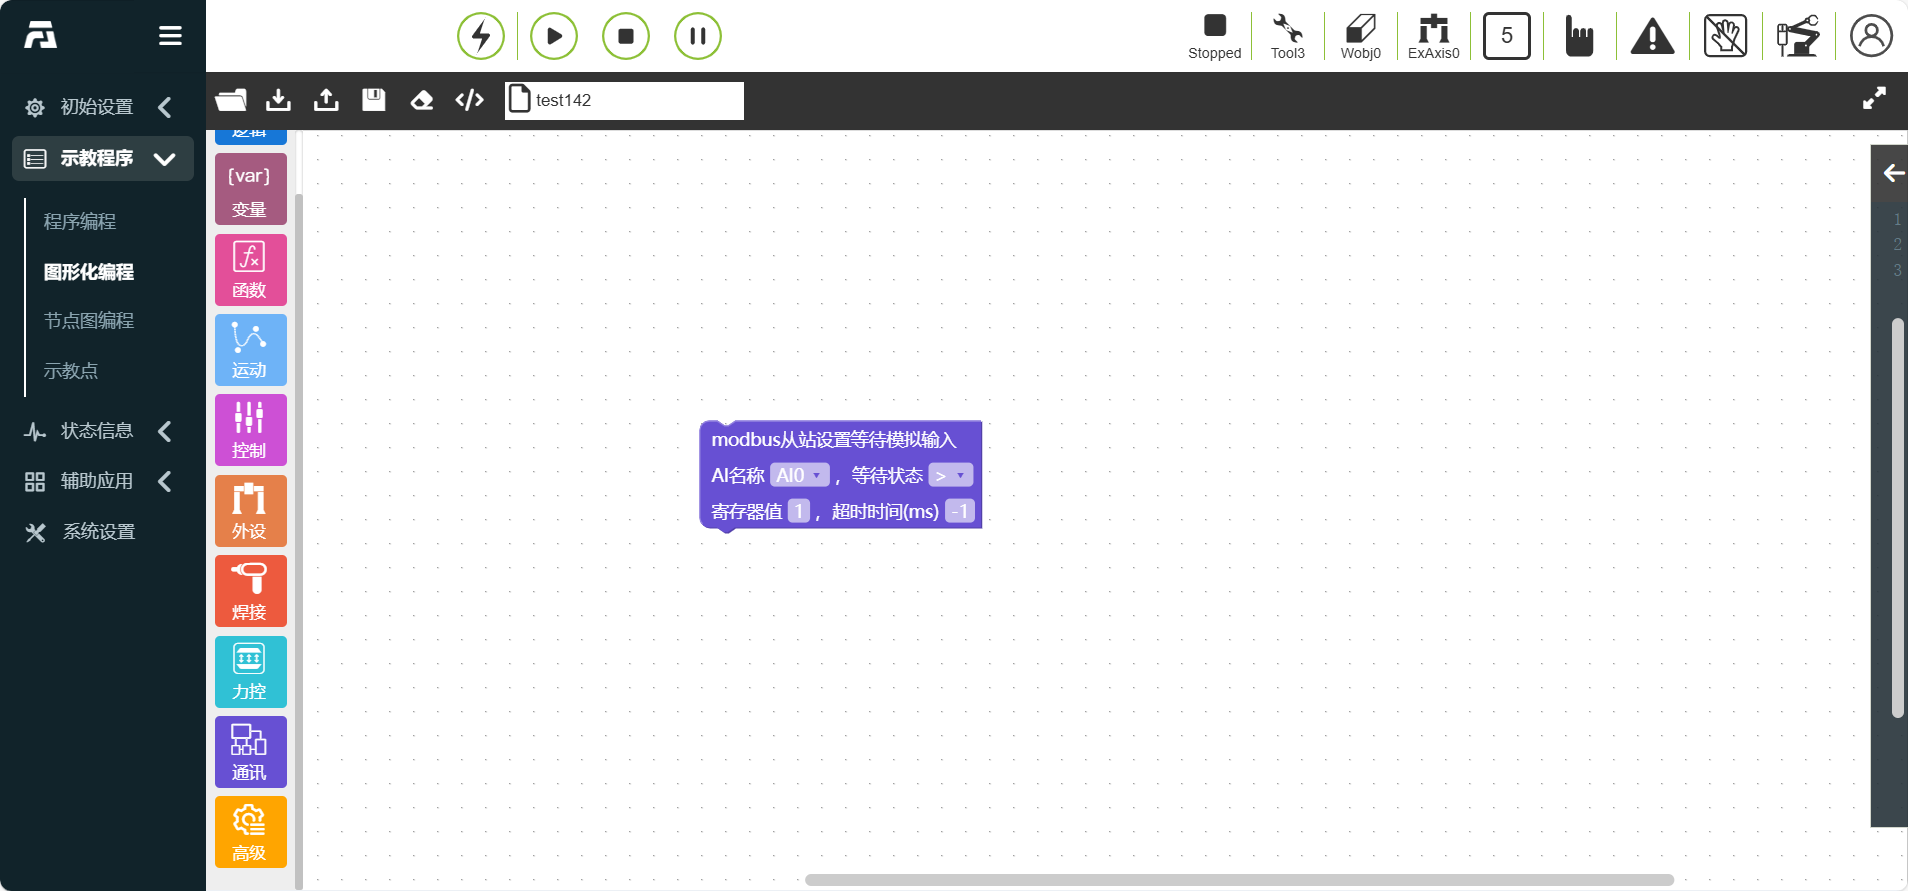 Stopped
Tool3
Wobj0
ExAxis0
5
test142
初始设置
示教程序
程序编程
图形化编程
节点图编程
示教点
状态信息
辅助应用
系统设置
逻辑
{var}
变量
函数
运动
控制
外设
焊接
力控
通讯
高级
modbus从站设置等待模拟输入
AI名称 AI0 ，等待状态 >
寄存器值 1 ，超时时间(ms) -1
1
2
3